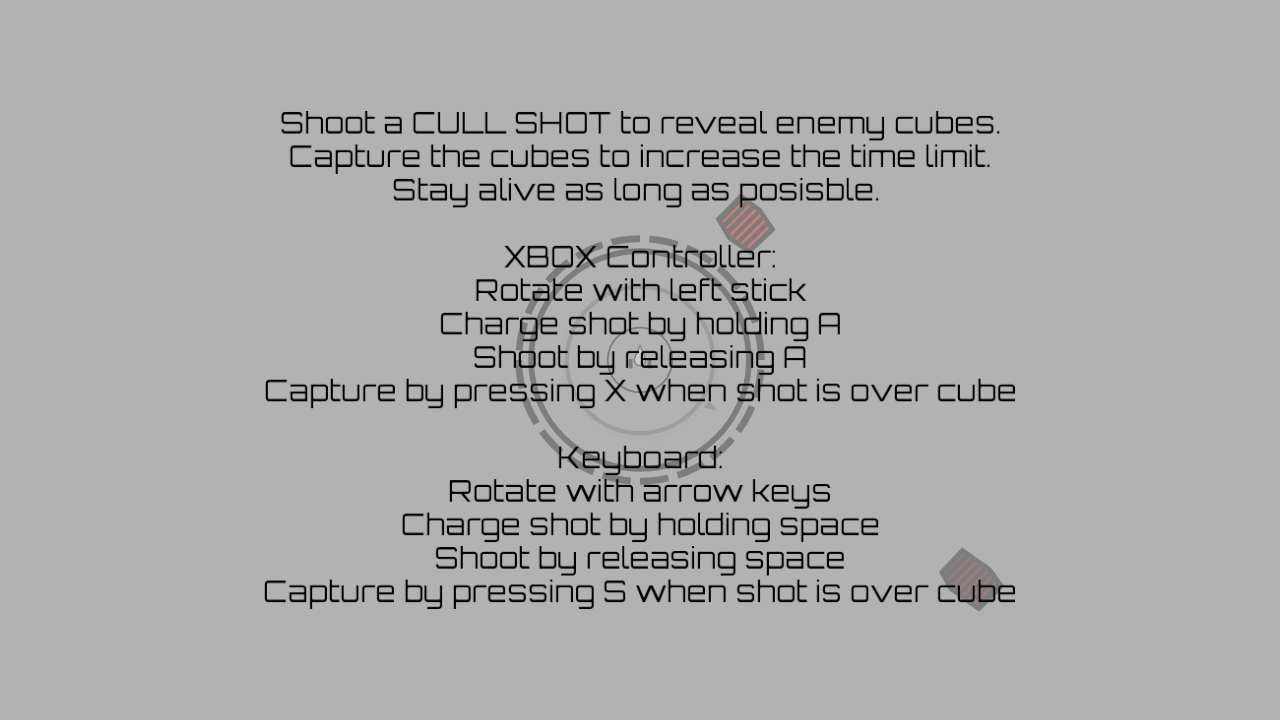 Shoot a CULL SHOT to reveal enemy cubes.
Capture the cubes to increase the time limit.
Stay alive as long as posisble.
XBOX Controller:
Rotate with left stick
Charge shot by holding A
Shoot by releasing A
Capture by pressing X when shot is over cube
Keyboard:
Rotate with arrow keys
Charge shot by holding space
Shoot by releasing space
Capture by pressing S when shot is over cube